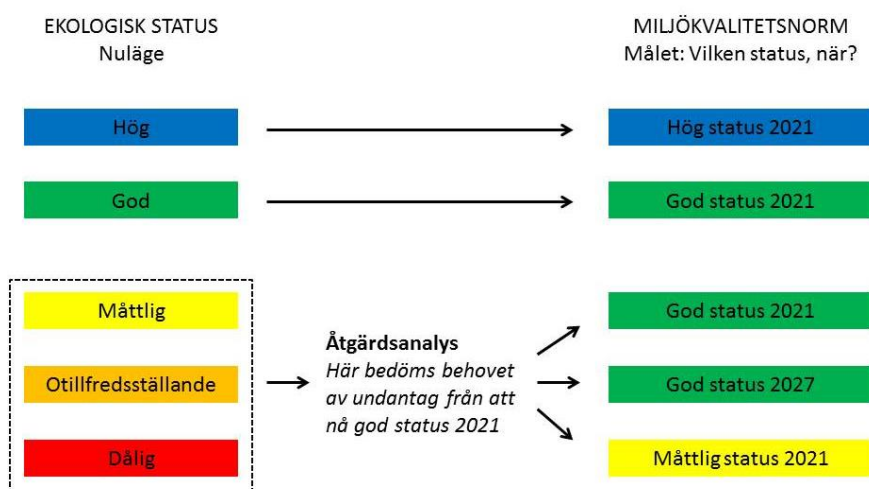 EKOLOGISK STATUS
Nuläge
MILJÖKVALITETSNORM
Målet: Vilken status, när?
Hög
Hög status 2021
God
God status 2021
Måttlig
Otillfredsställande
Dålig
Åtgärdsanalys
Här bedöms behovet
av undantag från att
nå god status 2021
God status 2021
God status 2027
Måttlig status 2021